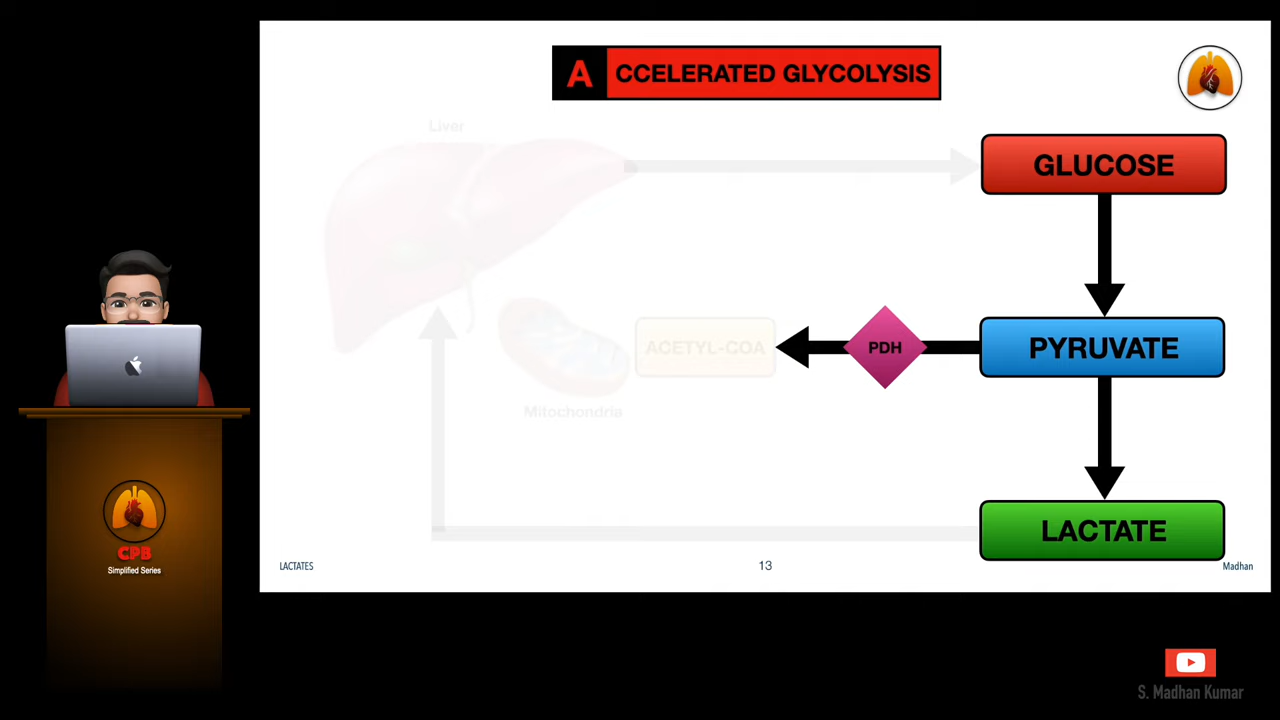 A CCELERATED GLYCOLYSIS
Liver
GLUCOSE
ACETYL-COA
PDH
PYRUVATE
Mitochondria
LACTATE
LACTATES
13
Madhan
CPB
Simplified Series
S. Madhan Kumar